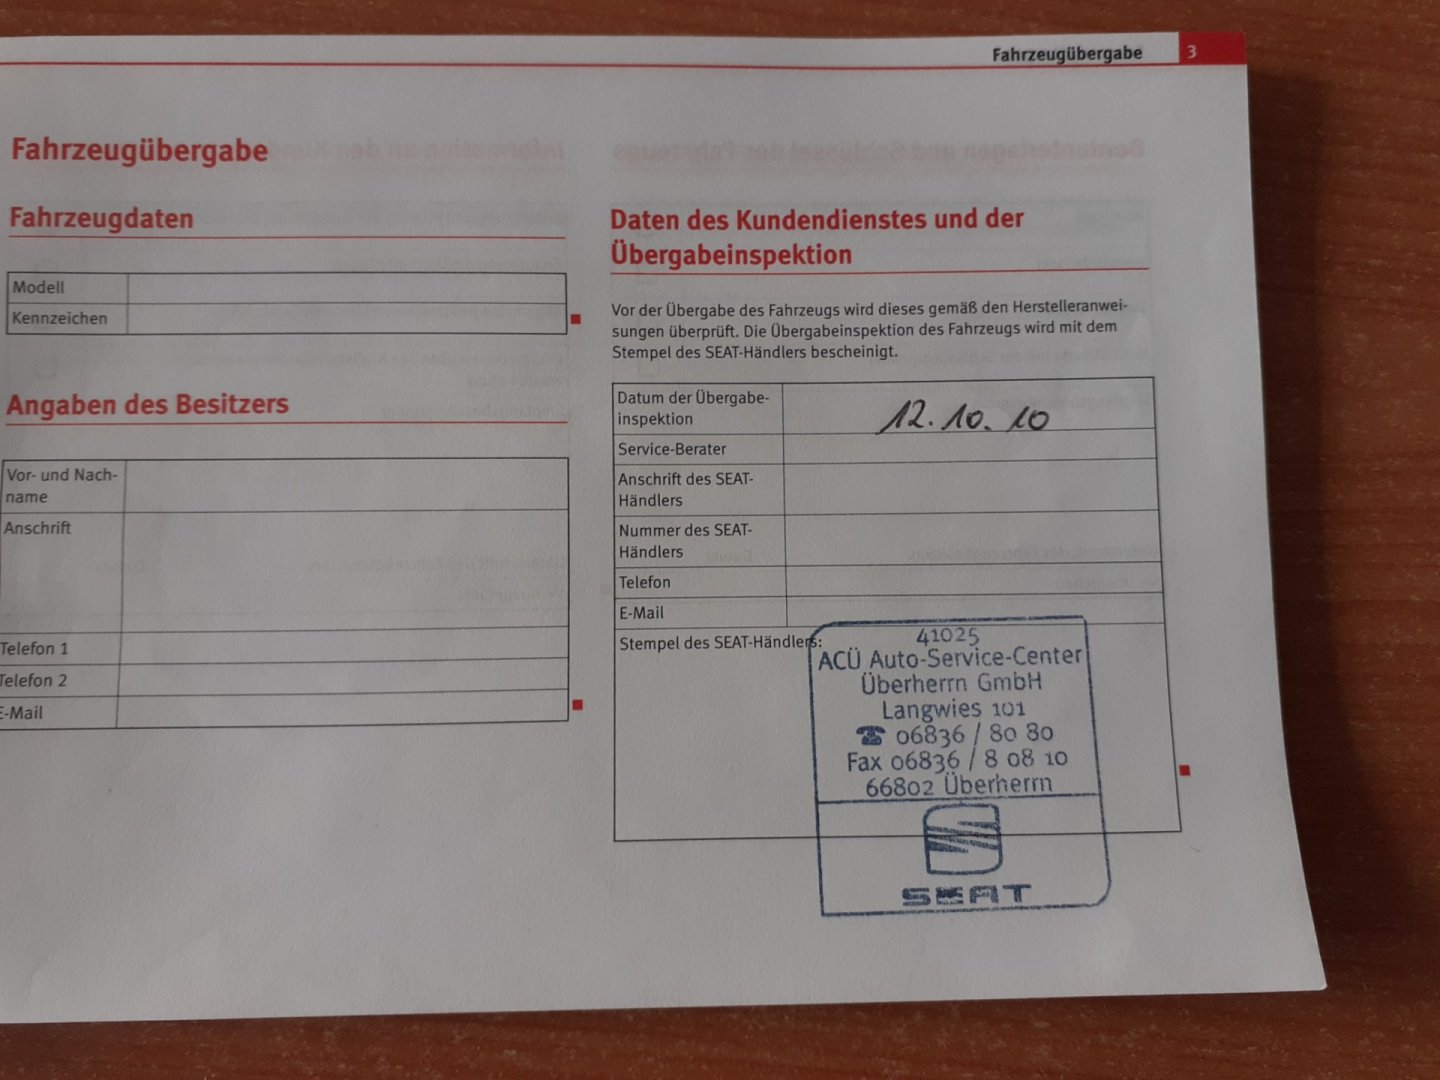 Fahrzeugübergabe 3
Fahrzeugübergabe
Fahrzeugdaten
Modell
Kennzeichen
Angaben des Besitzers
Vor- und Nach-
name
Anschrift
Telefon 1
Telefon 2
E-Mail
Daten des Kundendienstes und der
Übergabeinspektion
Vor der Übergabe des Fahrzeugs wird dieses gemäß den Herstelleranwei-
sungen überprüft. Die Übergabeinspektion des Fahrzeugs wird mit dem
Stempel des SEAT-Händlers bescheinigt.
Datum der Übergabe-
inspektion
12.10.10
Service-Berater
Anschrift des SEAT-
Händlers
Nummer des SEAT-
Händlers
Telefon
E-Mail
Stempel des SEAT-Händlers:
41025
ACÜ Auto-Service-Center
Überherrn GmbH
Langwies 101
☎ 06836 / 80 80
Fax 06836 / 8 08 10
66802 Überherrn
SEAT